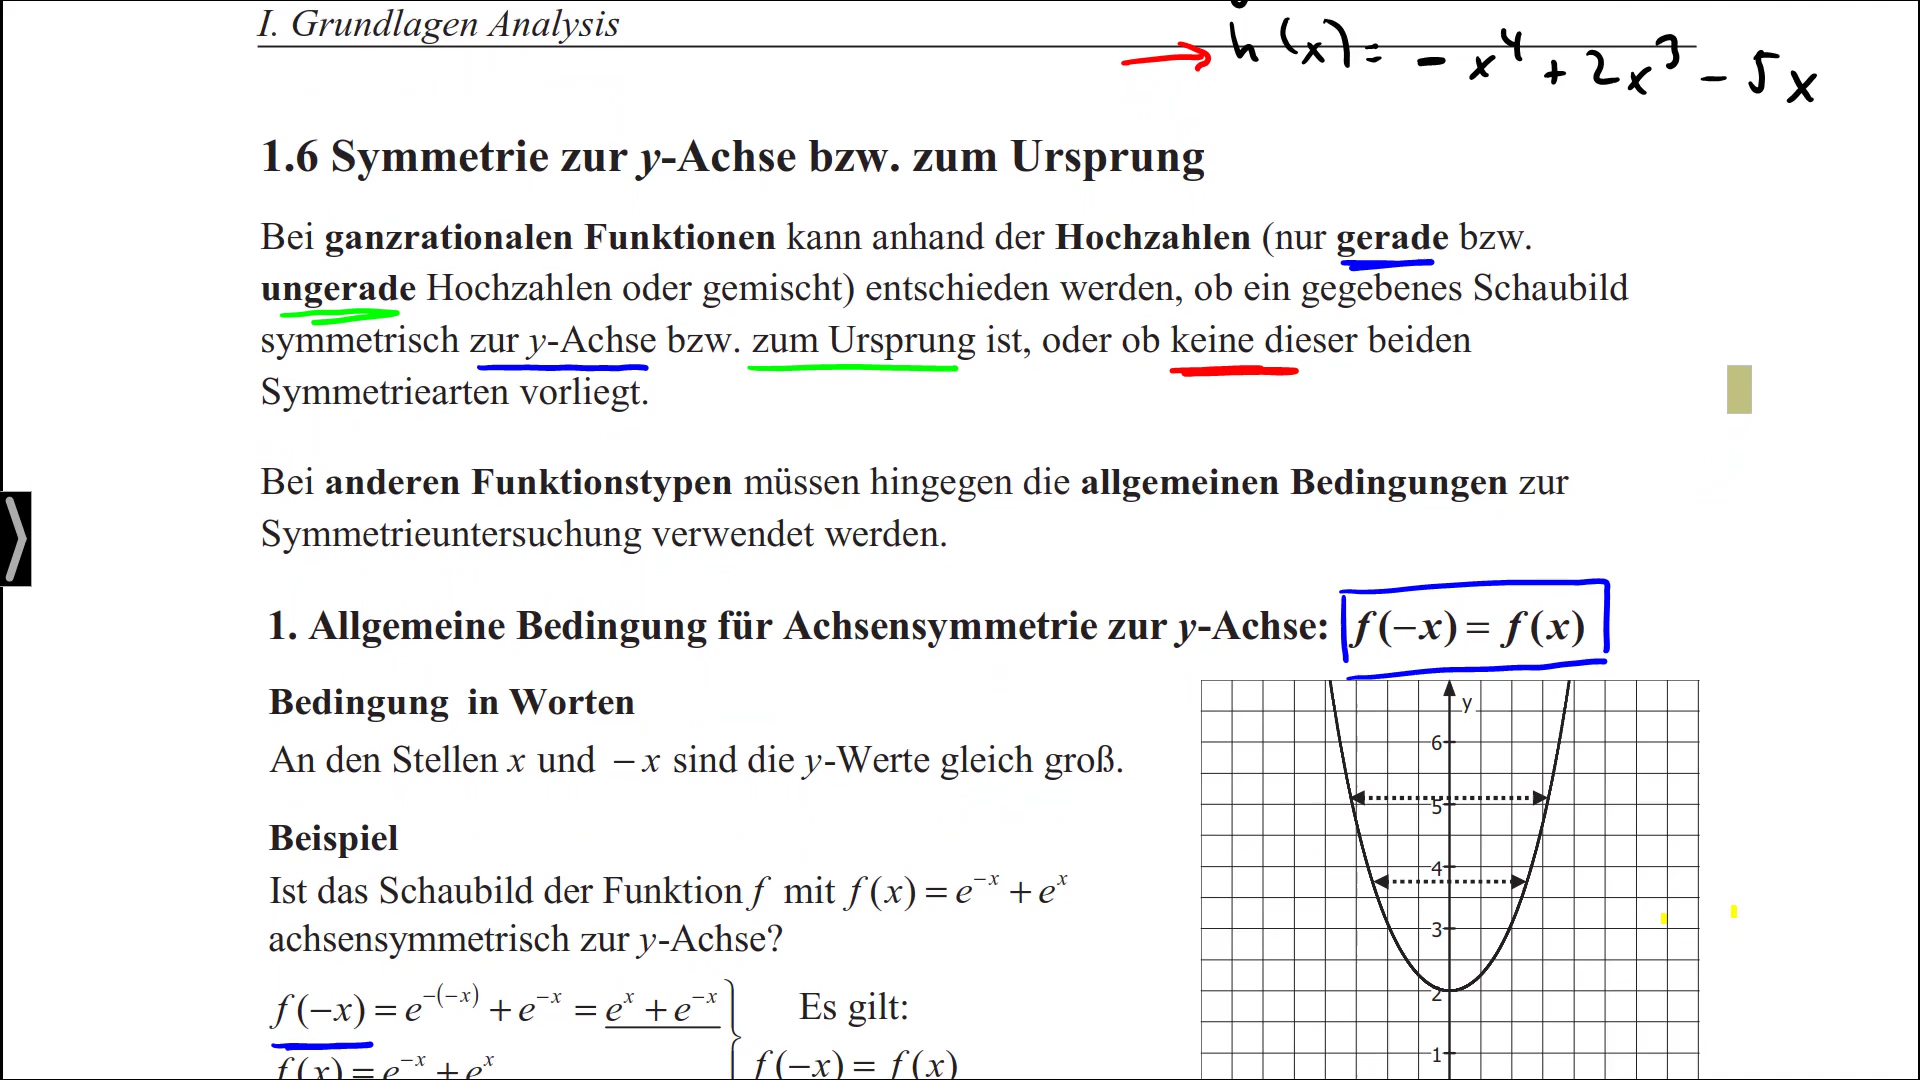 I. Grundlagen Analysis
h(x) = - x⁴ + 2x³ - 5x
1.6 Symmetrie zur y-Achse bzw. zum Ursprung
Bei ganzrationalen Funktionen kann anhand der Hochzahlen (nur gerade bzw.
ungerade Hochzahlen oder gemischt) entschieden werden, ob ein gegebenes Schaubild
symmetrisch zur y-Achse bzw. zum Ursprung ist, oder ob keine dieser beiden
Symmetriearten vorliegt.
Bei anderen Funktionstypen müssen hingegen die allgemeinen Bedingungen zur
Symmetrieuntersuchung verwendet werden.
1. Allgemeine Bedingung für Achsensymmetrie zur y-Achse: f(−x) = f(x)
Bedingung in Worten
An den Stellen x und −x sind die y-Werte gleich groß.
Beispiel
Ist das Schaubild der Funktion f mit f(x) = e⁻ˣ + eˣ
achsensymmetrisch zur y-Achse?
f(−x) = e^{−(−x)} + e⁻ˣ = eˣ + e⁻ˣ
f(x) = e⁻ˣ + eˣ
Es gilt:
f(−x) = f(x)
y
6
5
4
3
2
1